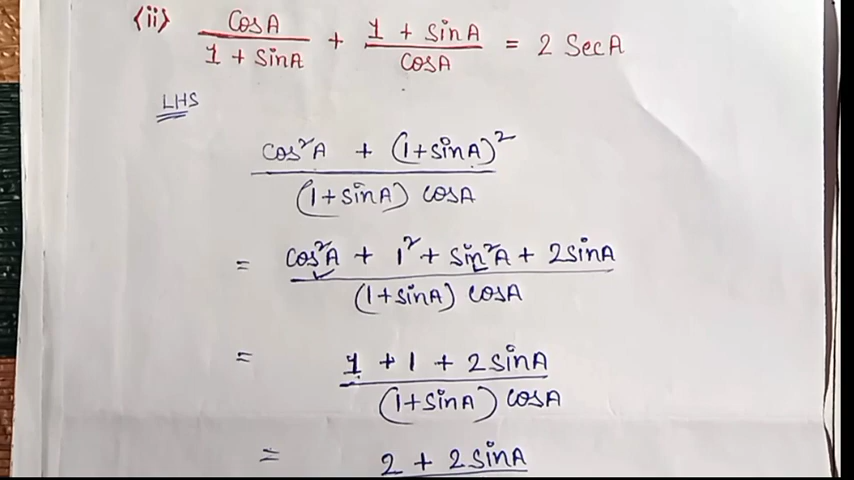 (ii) CosA/(1 + SinA) + (1 + SinA)/CosA = 2 SecA
LHS
(cos²A + (1+sinA)²)/((1+sinA) cosA)
= (cos²A + 1² + sin²A + 2sinA)/((1+sinA) cosA)
= (1 + 1 + 2sinA)/((1+sinA) cosA)
= 2 + 2sinA